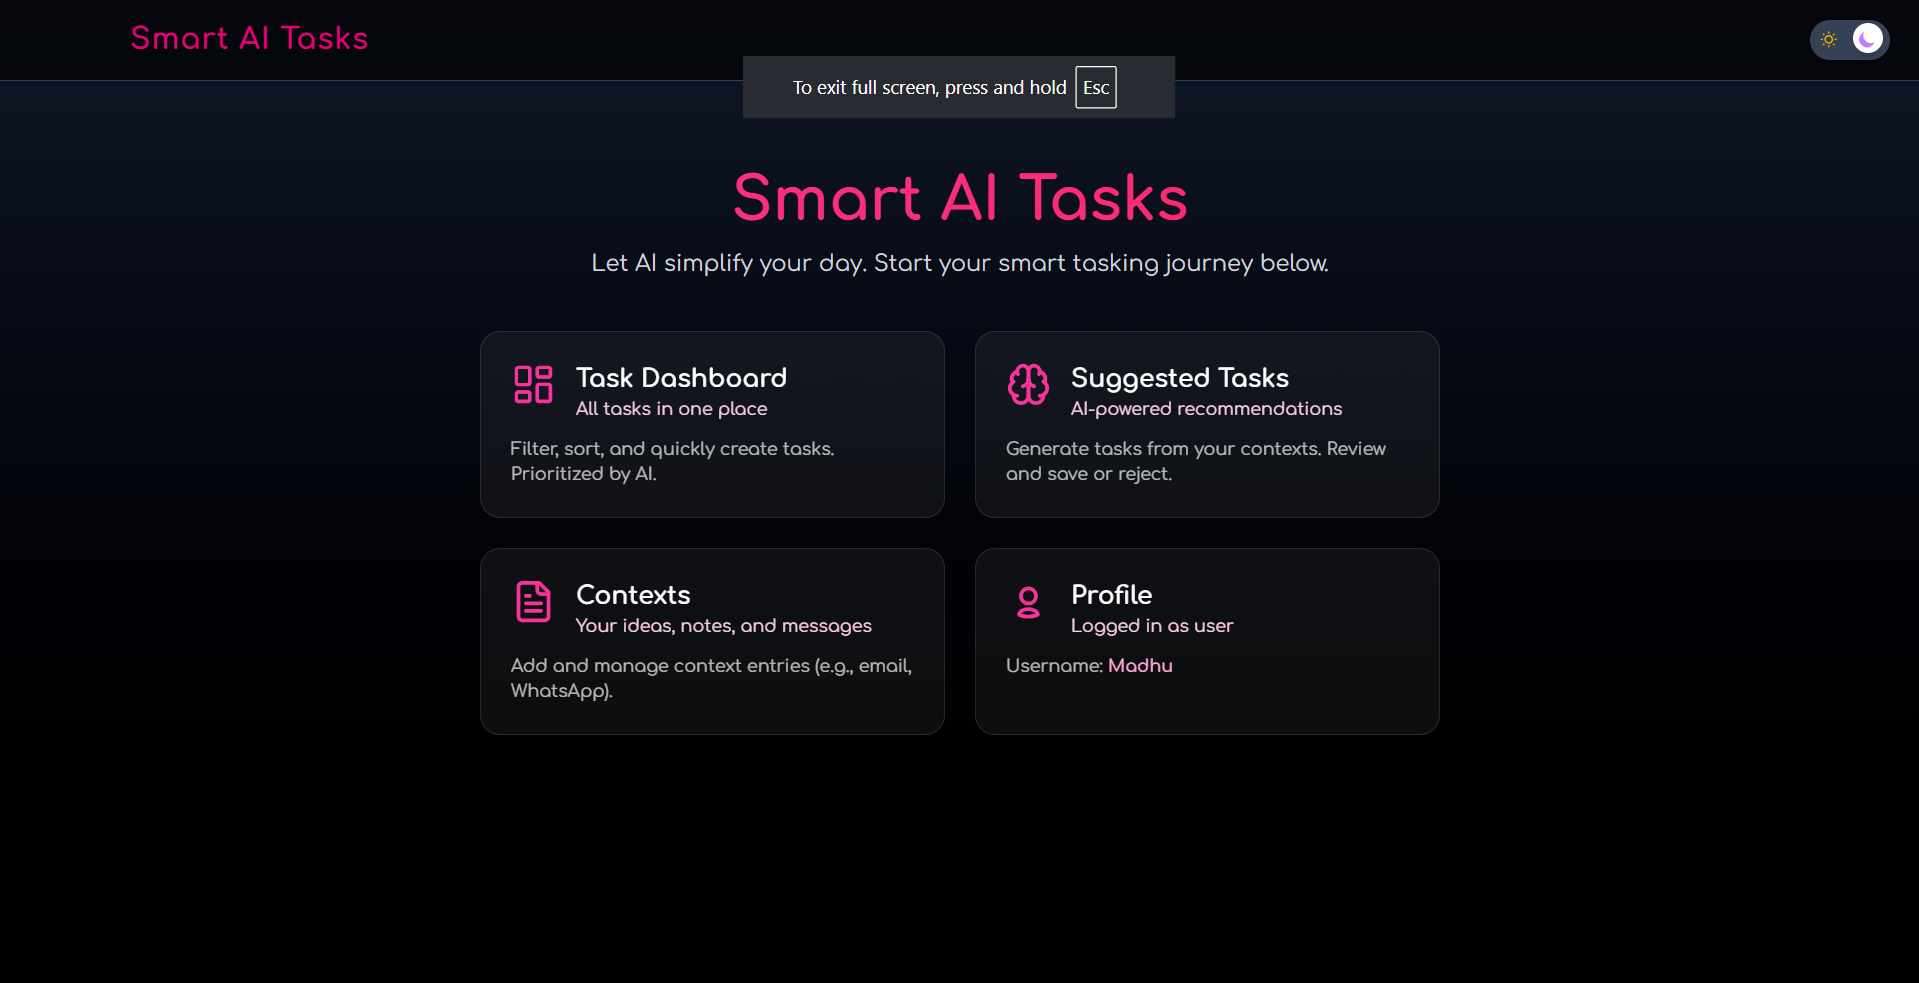 Smart AI Tasks
To exit full screen, press and hold Esc
Smart AI Tasks
Let AI simplify your day. Start your smart tasking journey below.
Task Dashboard
All tasks in one place
Filter, sort, and quickly create tasks.
Prioritized by AI.
Suggested Tasks
AI-powered recommendations
Generate tasks from your contexts. Review
and save or reject.
Contexts
Your ideas, notes, and messages
Add and manage context entries (e.g., email,
WhatsApp).
Profile
Logged in as user
Username: Madhu